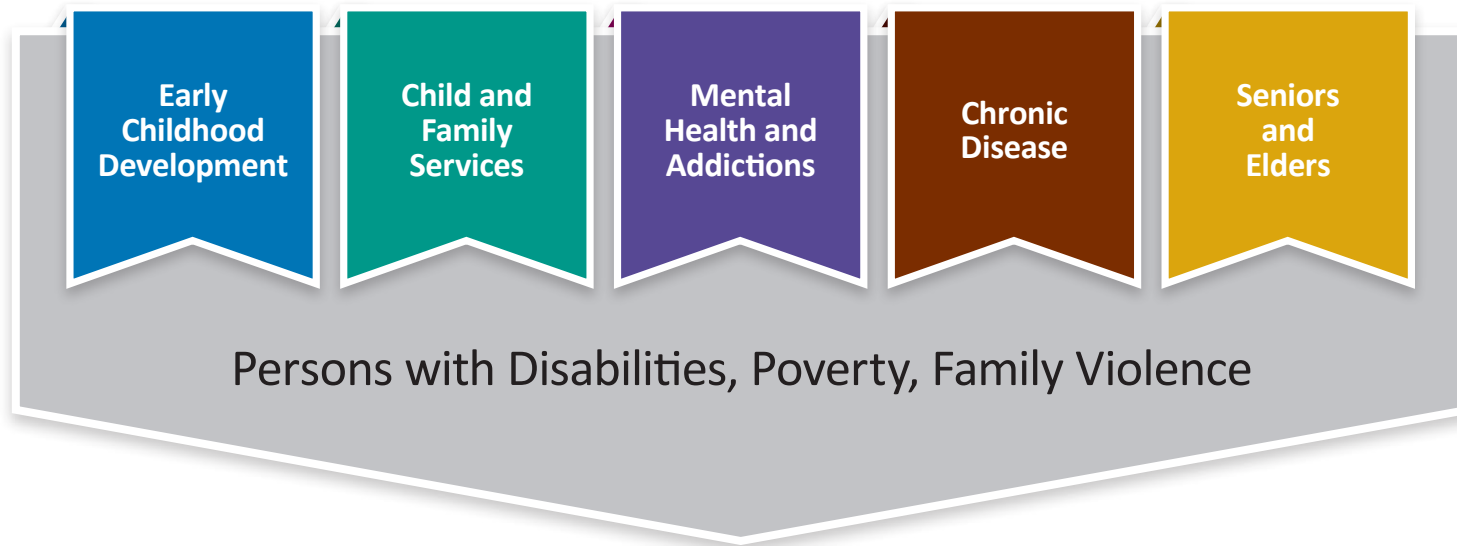 Early
Childhood
Development
Child and
Family
Services
Mental
Health and
Addictions
Chronic
Disease
Seniors
and
Elders
Persons with Disabilities, Poverty, Family Violence